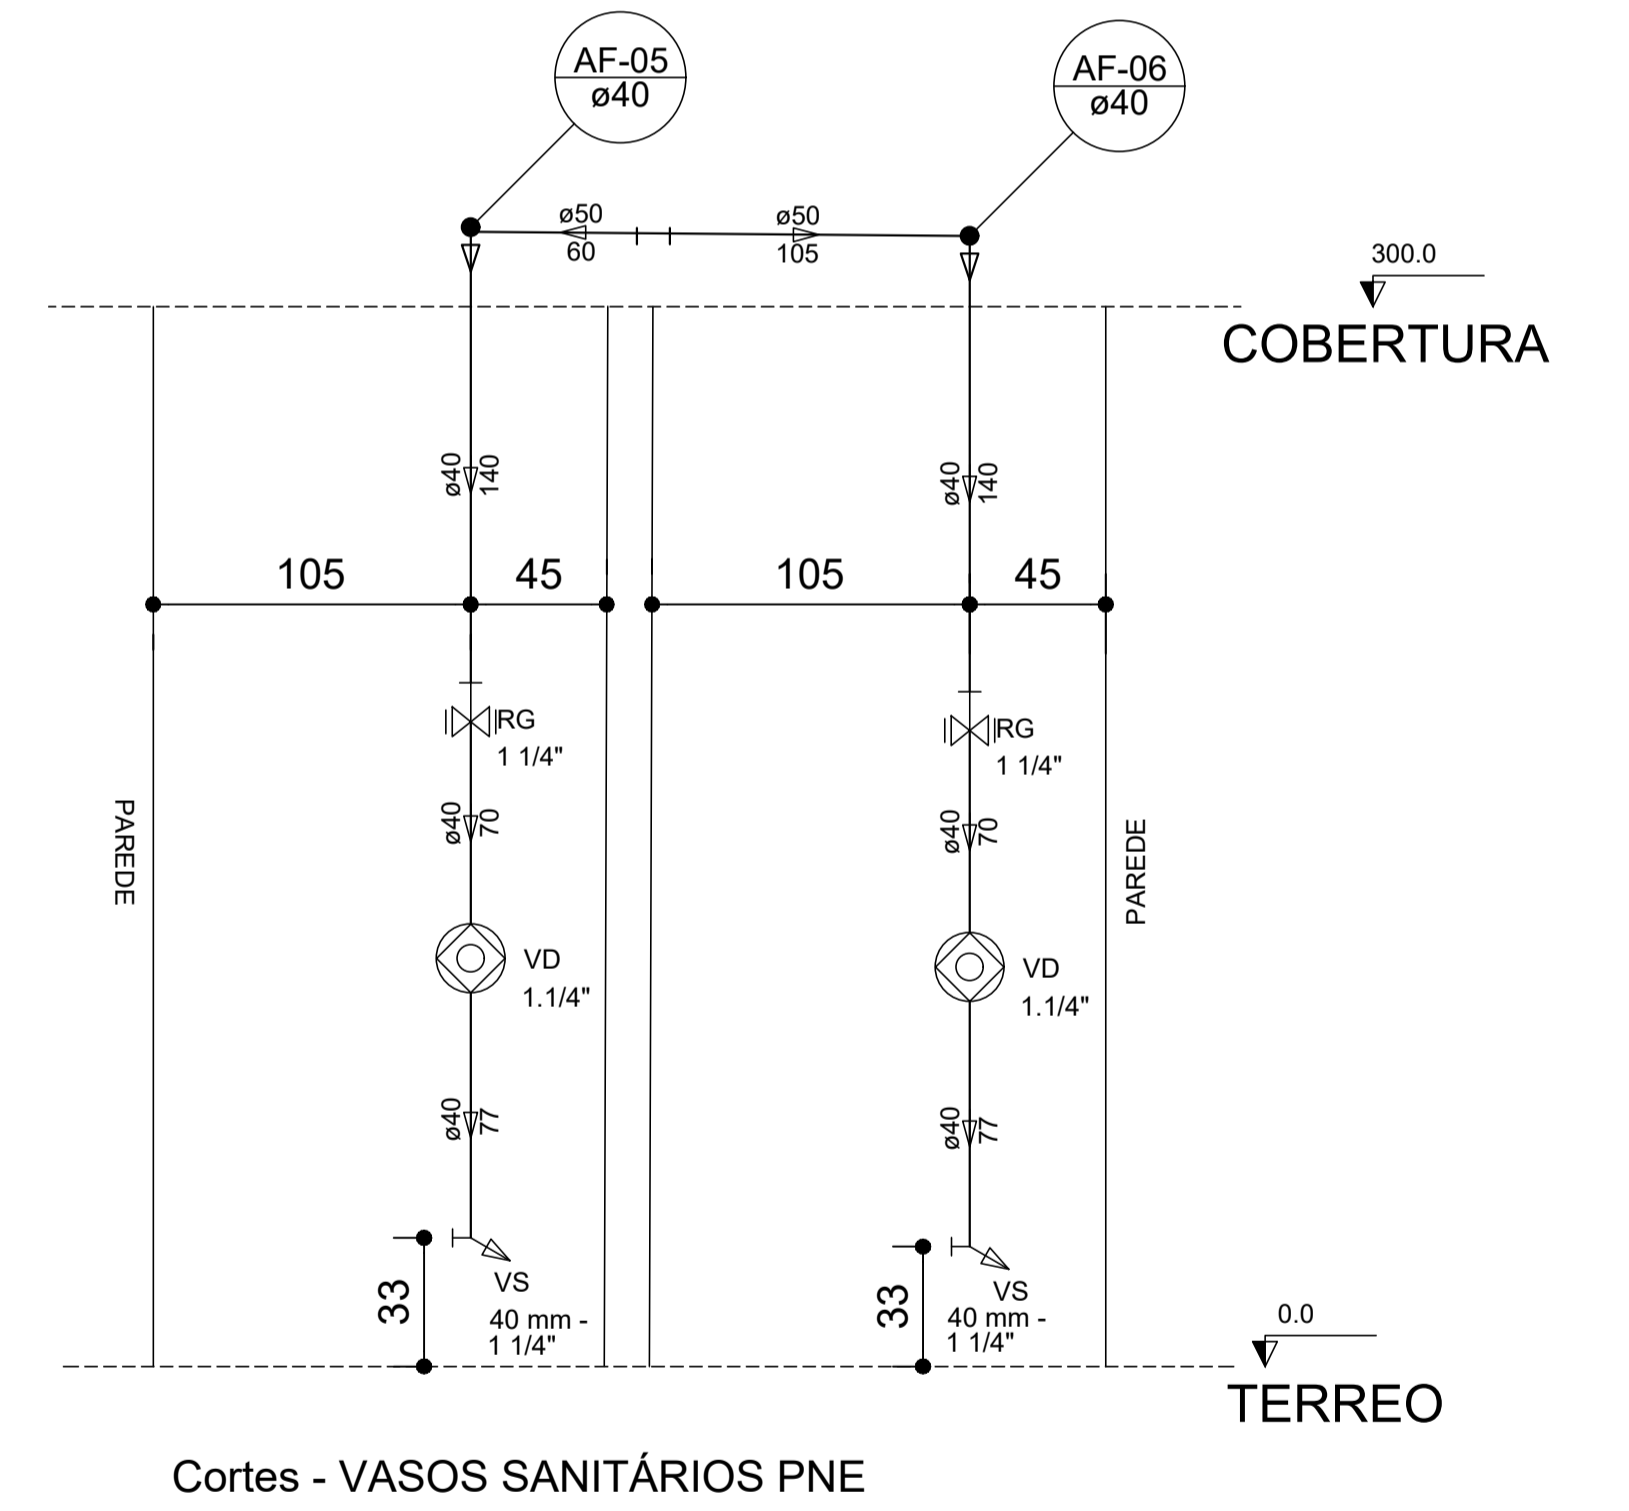 AF-05
ø40
AF-06
ø40
ø50
60
ø50
105
300.0
COBERTURA
ø40
140
ø40
140
105
45
105
45
RG
1 1/4"
RG
1 1/4"
PAREDE
ø40
70
ø40
70
PAREDE
VD
1.1/4"
VD
1.1/4"
ø40
77
ø40
77
33
VS
40 mm -
1 1/4"
33
VS
40 mm -
1 1/4"
0.0
TERREO
Cortes - VASOS SANITÁRIOS PNE